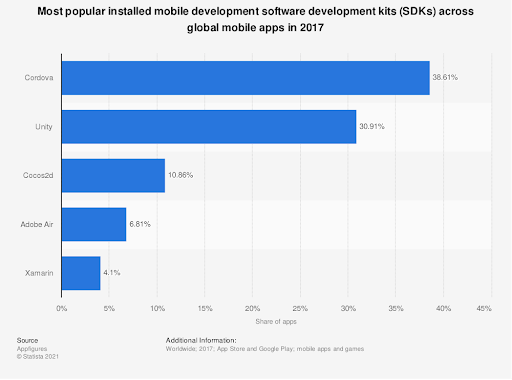 Most popular installed mobile development software development kits (SDKs) across
global mobile apps in 2017
Cordova
38.61%
Unity
30.91%
Cocos2d
10.86%
Adobe Air
6.81%
Xamarin
4.1%
0%
5%
10%
15%
20%
25%
30%
35%
40%
45%
Share of apps
Source
Appfigures
© Statista 2021
Additional Information:
Worldwide; 2017; App Store and Google Play; mobile apps and games